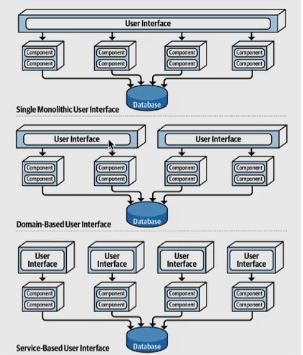 User Interface
Component Component Component Component
Component Component Component Component
Database
Single Monolithic User Interface
User Interface User Interface
Component Component Component Component
Component Component Component Component
Database
Domain-Based User Interface
User User User User
Interface Interface Interface Interface
Component Component Component Component
Component Component Component Component
Database
Service-Based User Interface